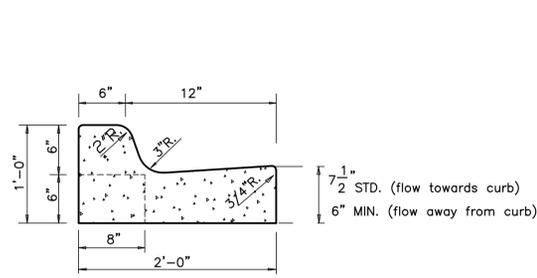 6" 12"
2"R. 3"R.
1'-0" 6" 6"
3/4"R.
7 1/2" STD. (flow towards curb)
6" MIN. (flow away from curb)
8"
2'-0"